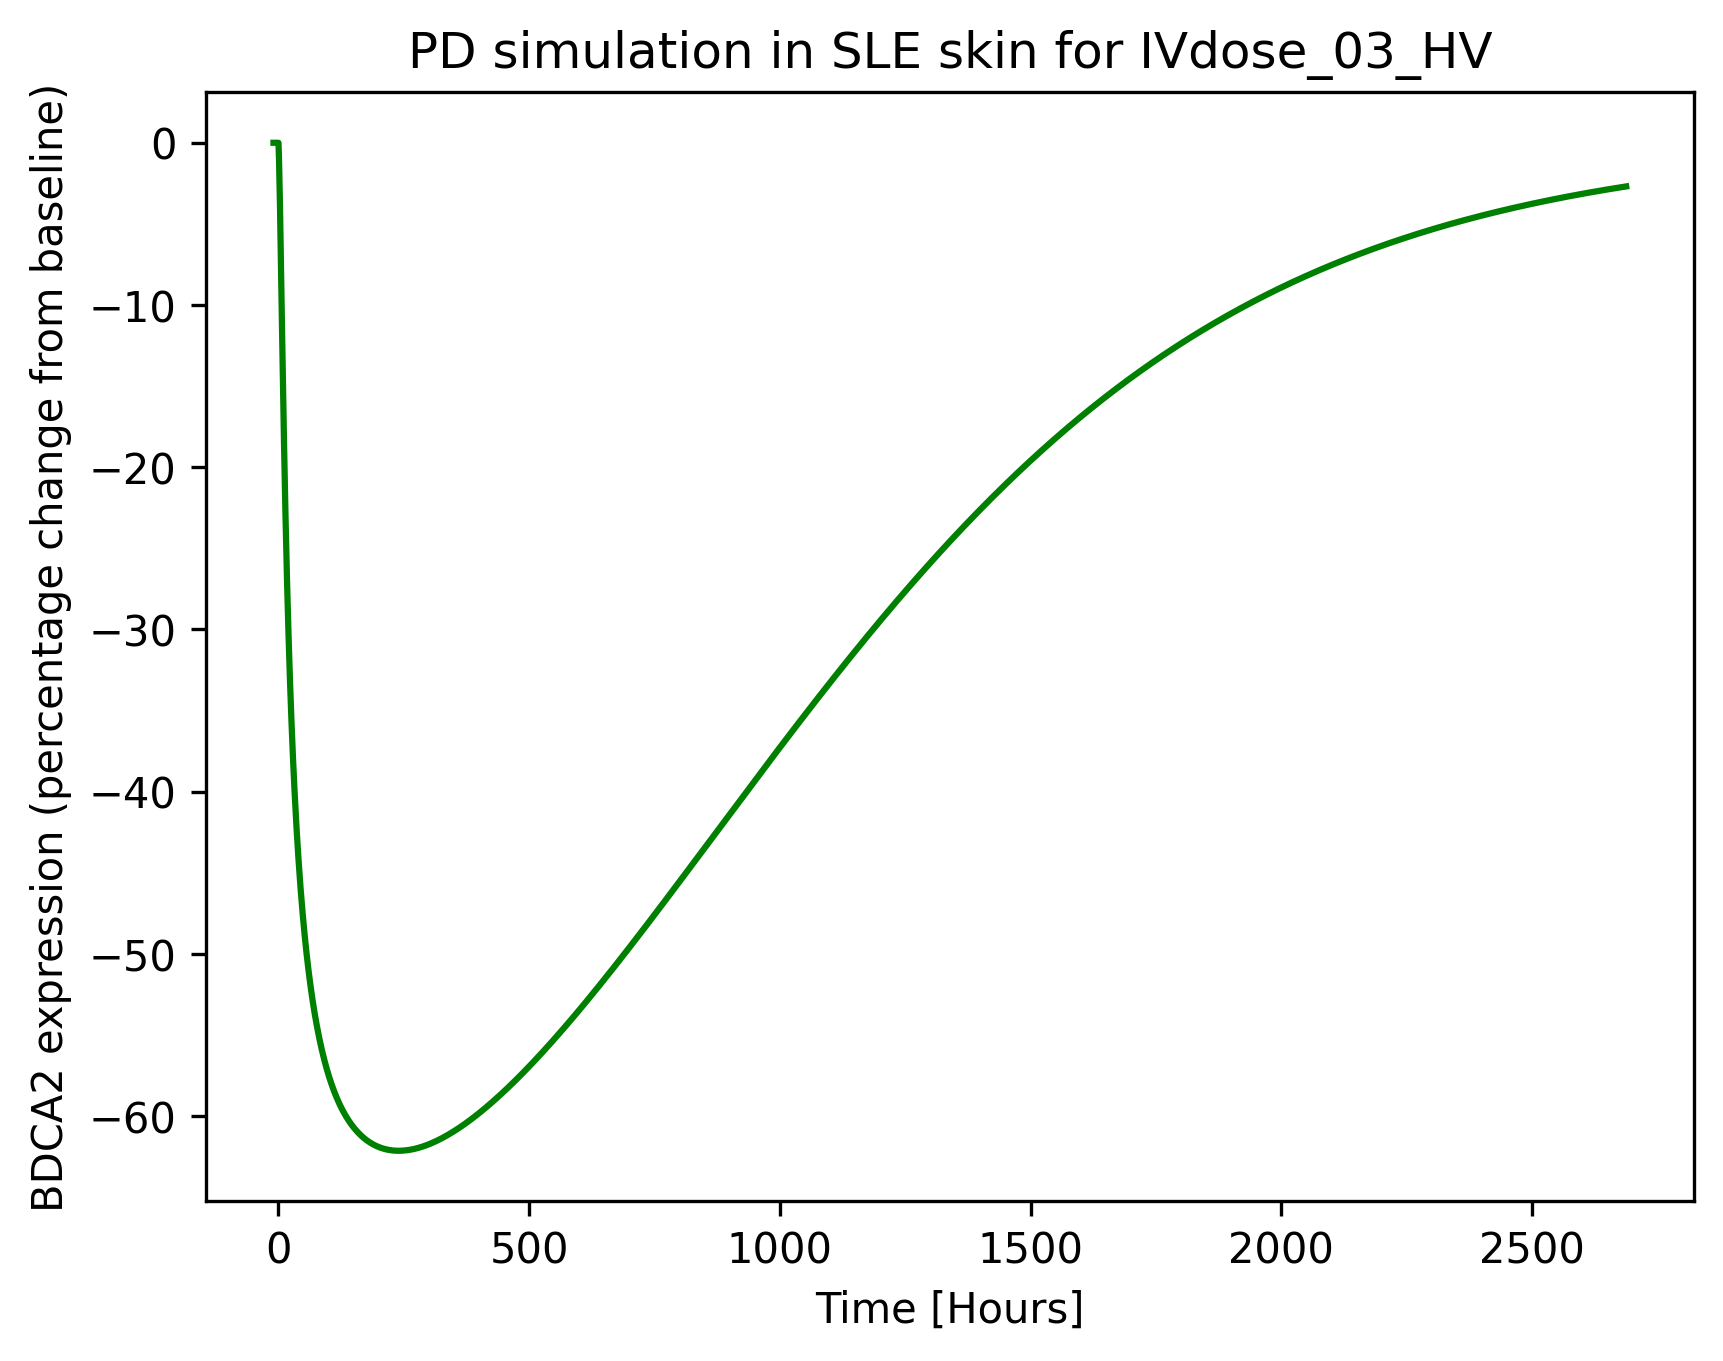 PD simulation in SLE skin for IVdose_03_HV
BDCA2 expression (percentage change from baseline)
0
−10
−20
−30
−40
−50
−60
0 500 1000 1500 2000 2500
Time [Hours]